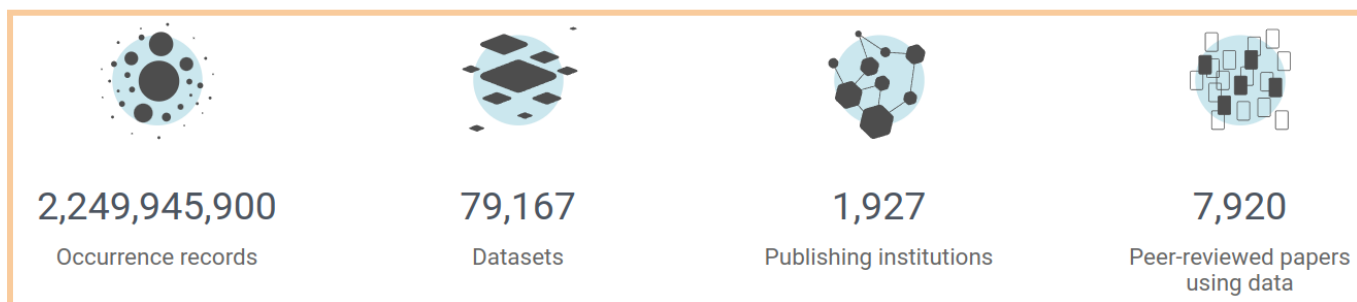 2,249,945,900
Occurrence records
79,167
Datasets
1,927
Publishing institutions
7,920
Peer-reviewed papers
using data